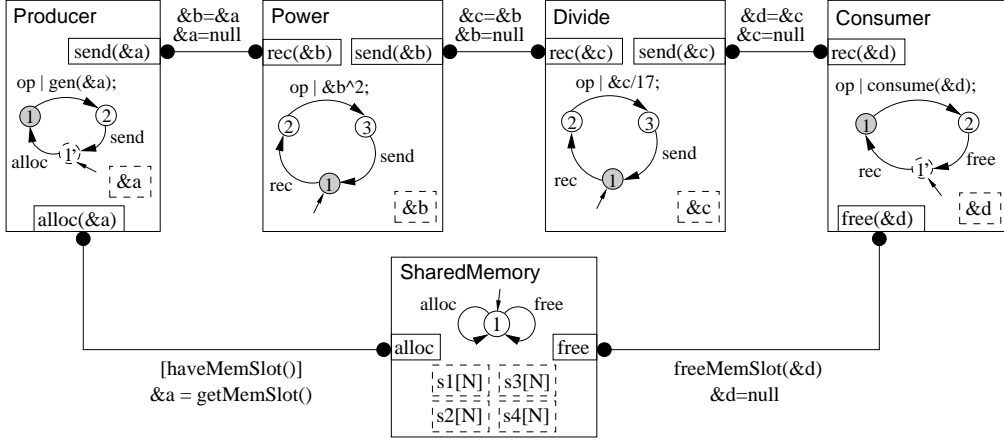 Producer
send(&a)
op | gen(&a);
1
2
send
alloc
1'
&a
alloc(&a)
&b=&a
&a=null
Power
rec(&b)
send(&b)
op | &b^2;
2
3
send
rec
1
&b
&c=&b
&b=null
Divide
rec(&c)
send(&c)
op | &c/17;
2
3
send
rec
1
&c
&d=&c
&c=null
Consumer
rec(&d)
op | consume(&d);
1
2
free
rec
1'
&d
free(&d)
SharedMemory
alloc
free
1
alloc
free
s1[N]
s3[N]
s2[N]
s4[N]
[haveMemSlot()]
&a = getMemSlot()
freeMemSlot(&d)
&d=null